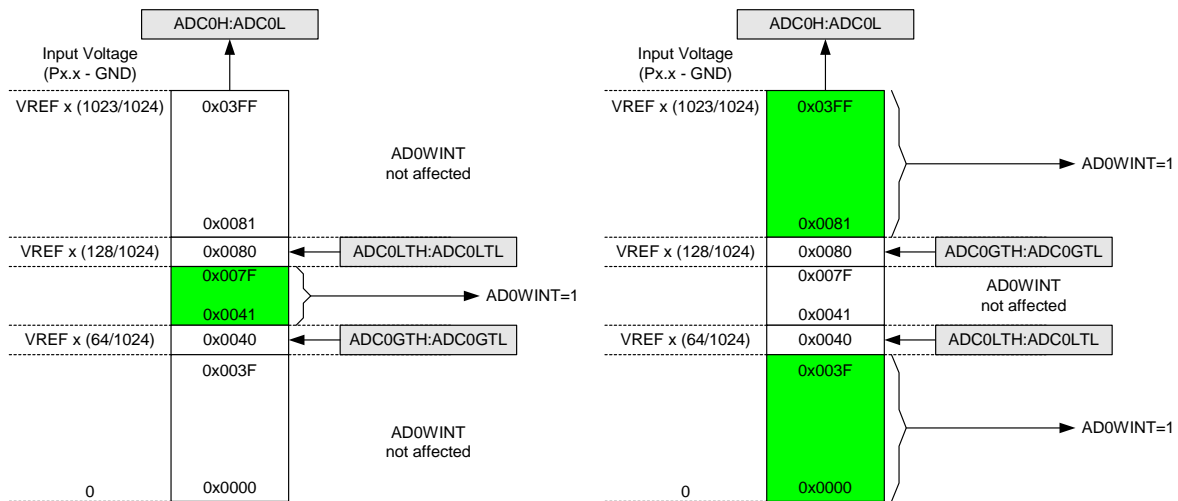 ADC0H:ADC0L
Input Voltage
(Px.x - GND)
VREF x (1023/1024)
0x03FF
AD0WINT
not affected
0x0081
VREF x (128/1024)
0x0080
ADC0LTH:ADC0LTL
0x007F
AD0WINT=1
0x0041
VREF x (64/1024)
0x0040
ADC0GTH:ADC0GTL
0x003F
AD0WINT
not affected
0
0x0000
ADC0H:ADC0L
Input Voltage
(Px.x - GND)
VREF x (1023/1024)
0x03FF
AD0WINT=1
0x0081
VREF x (128/1024)
0x0080
ADC0GTH:ADC0GTL
0x007F
AD0WINT
not affected
0x0041
VREF x (64/1024)
0x0040
ADC0LTH:ADC0LTL
0x003F
AD0WINT=1
0
0x0000